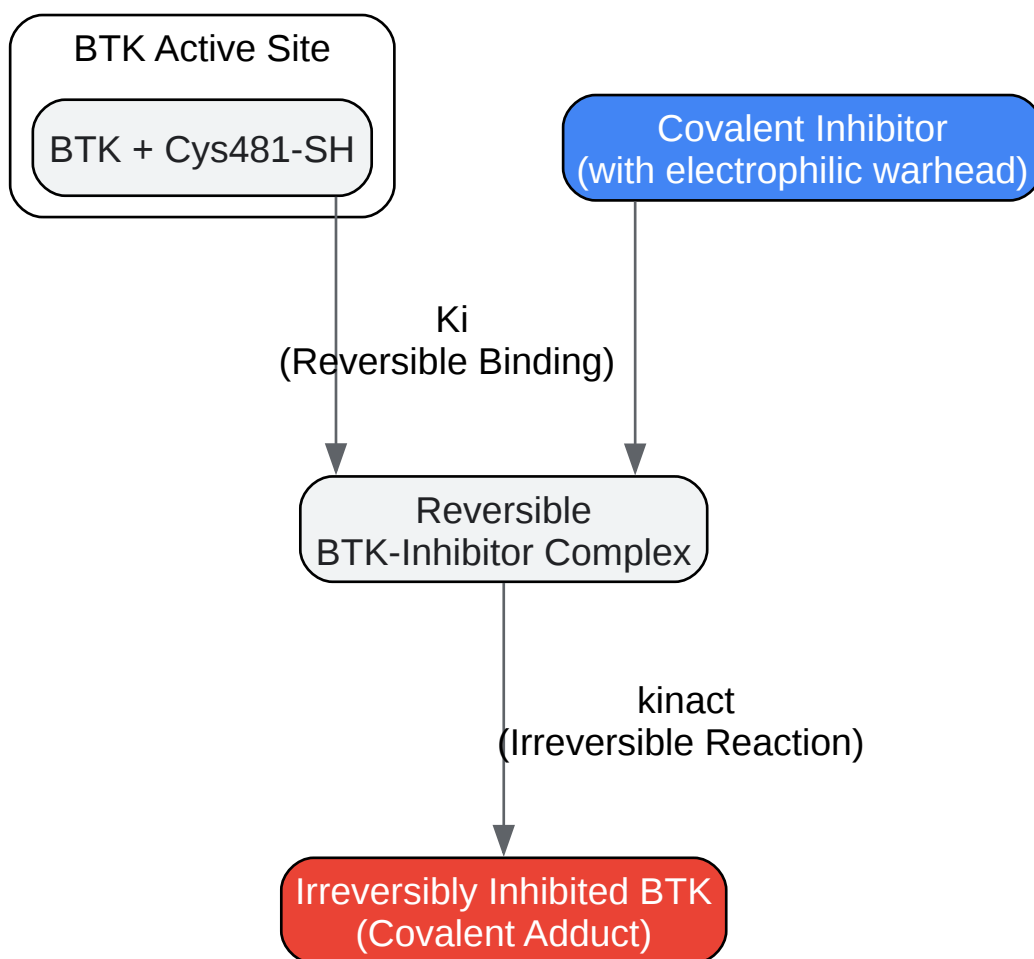 BTK Active Site
BTK + Cys481-SH
Covalent Inhibitor
(with electrophilic warhead)
Ki
(Reversible Binding)
Reversible
BTK-Inhibitor Complex
kinact
(Irreversible Reaction)
Irreversibly Inhibited BTK
(Covalent Adduct)